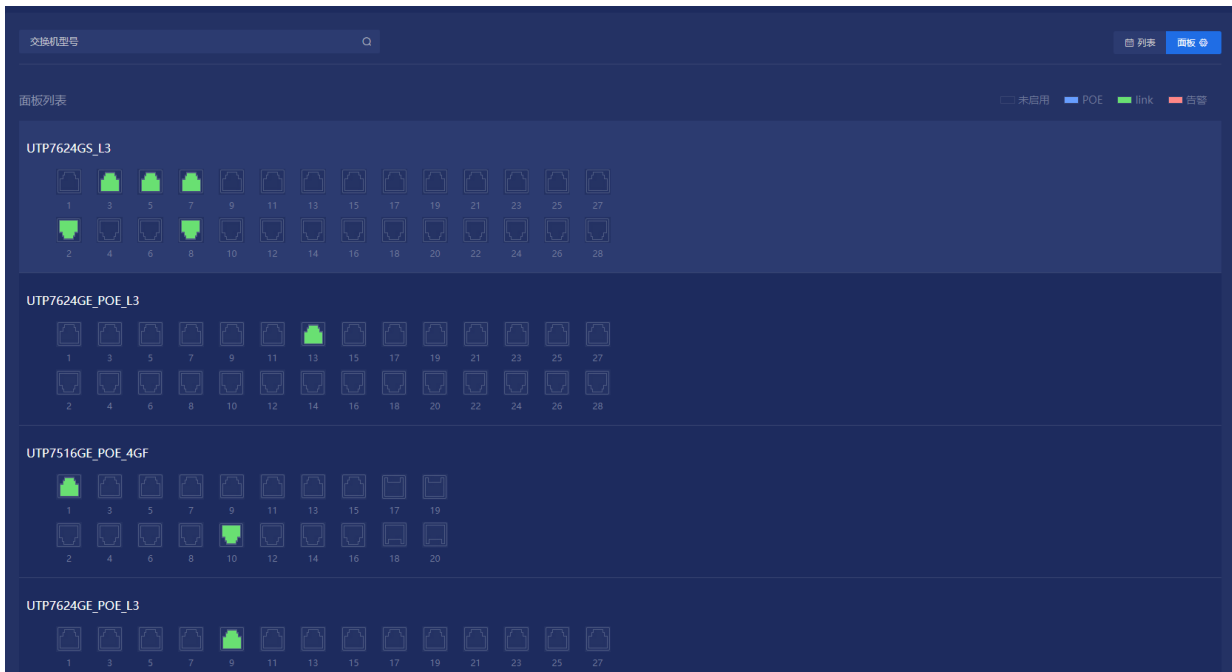 交换机型号
列表 面板
面板列表 未启用 POE link 告警
UTP7624GS_L3
1 3 5 7 9 11 13 15 17 19 21 23 25 27
2 4 6 8 10 12 14 16 18 20 22 24 26 28
UTP7624GE_POE_L3
1 3 5 7 9 11 13 15 17 19 21 23 25 27
2 4 6 8 10 12 14 16 18 20 22 24 26 28
UTP7516GE_POE_4GF
1 3 5 7 9 11 13 15 17 19
2 4 6 8 10 12 14 16 18 20
UTP7624GE_POE_L3
1 3 5 7 9 11 13 15 17 19 21 23 25 27